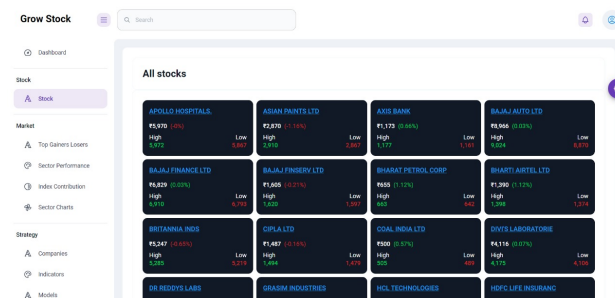 Grow Stock
Search
Dashboard
Stock
Stock
Market
Top Gainers Losers
Sector Performance
Index Contribution
Sector Charts
Strategy
Companies
Indicators
Models
All stocks
APOLLO HOSPITALS. ASIAN PAINTS LTD AXIS BANK BAJAJ AUTO LTD
₹5,970 (-0%) ₹2,870 (-1.16%) ₹1,173 (0.56%) ₹8,966 (0.03%)
High Low High Low High Low High Low
5,972 5,867 2,910 2,867 1,177 1,161 9,024 8,870
BAJAJ FINANCE LTD BAJAJ FINSERV LTD BHARAT PETROL CORP BHARTI AIRTEL LTD
₹6,829 (0.03%) ₹1,605 (-0.21%) ₹655 (1.12%) ₹1,390 (1.12%)
High Low High Low High Low High Low
6,910 6,793 1,620 1,597 663 642 1,398 1,374
BRITANNIA INDS CIPLA LTD COAL INDIA LTD DIVI'S LABORATORIE
₹5,247 (-0.65%) ₹1,487 (-0.19%) ₹500 (0.57%) ₹4,116 (0.07%)
High Low High Low High Low High Low
5,285 5,219 1,494 1,479 505 4,175 4,106
DR REDDYS LABS GRASIM INDUSTRIES HCL TECHNOLOGIES HDFC LIFE INSURANC